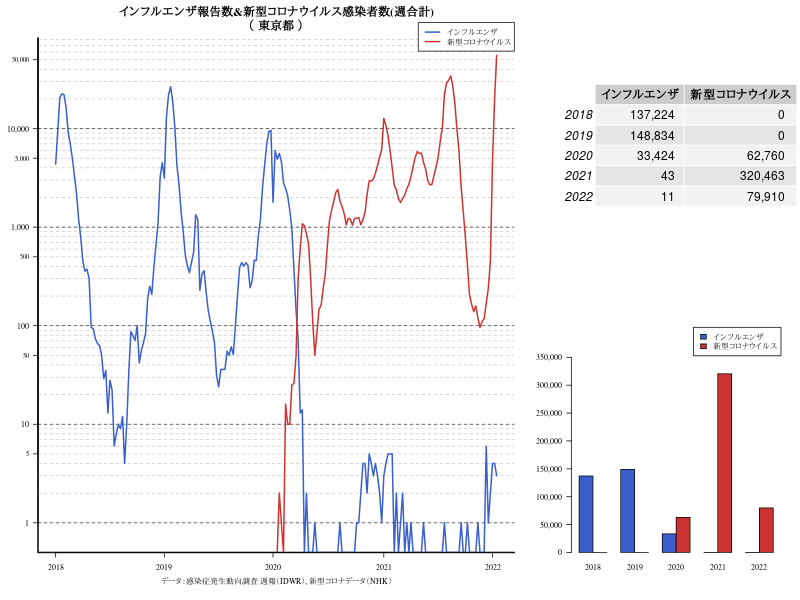 インフルエンザ報告数&新型コロナウイルス感染者数(週合計)
( 東京都 )
インフルエンザ
新型コロナウイルス
50,000
10,000
5,000
1,000
500
100
50
10
5
1
2018 2019 2020 2021 2022
データ：感染症発生動向調査 週報(IDWR)、新型コロナデータ(NHK)
インフルエンザ 新型コロナウイルス
2018 137,224 0
2019 148,834 0
2020 33,424 62,760
2021 43 320,463
2022 11 79,910
インフルエンザ
新型コロナウイルス
350,000
300,000
250,000
200,000
150,000
100,000
50,000
0
2018 2019 2020 2021 2022